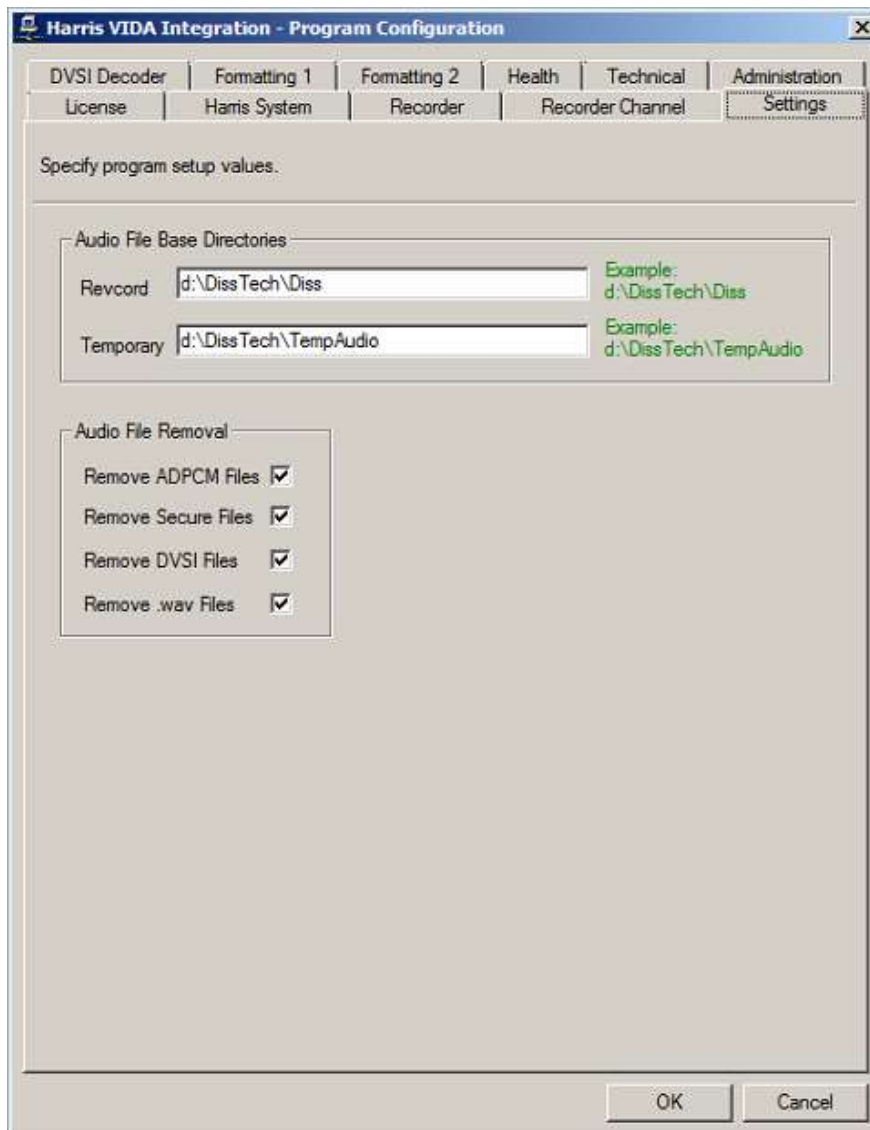 Harris VIDA Integration - Program Configuration
DVSI Decoder Formatting 1 Formatting 2 Health Technical Administration
License Harris System Recorder Recorder Channel Settings
Specify program setup values.
Audio File Base Directories
Revcord d:\DissTech\Diss
Example:
d:\DissTech\Diss
Temporary d:\DissTech\TempAudio
Example:
d:\DissTech\TempAudio
Audio File Removal
Remove ADPCM Files
Remove Secure Files
Remove DVSI Files
Remove .wav Files
OK Cancel